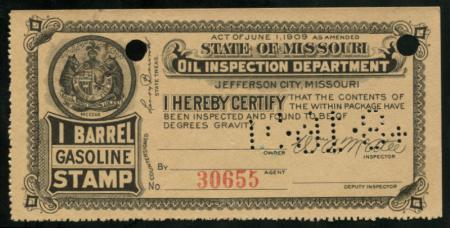 ACT OF JUNE 1, 1909 AS AMENDED
STATE OF MISSOURI
OIL INSPECTION DEPARTMENT
JEFFERSON CITY, MISSOURI
I HEREBY CERTIFY THAT THE CONTENTS OF
THE WITHIN PACKAGE HAVE
BEEN INSPECTED AND FOUND TO BE OF
DEGREES GRAVITY
OWNER
INSPECTOR
BY
AGENT
No 30655
DEPUTY INSPECTOR
COUNTERSIGNED
STATE TREAS.
1 BARREL
GASOLINE
STAMP